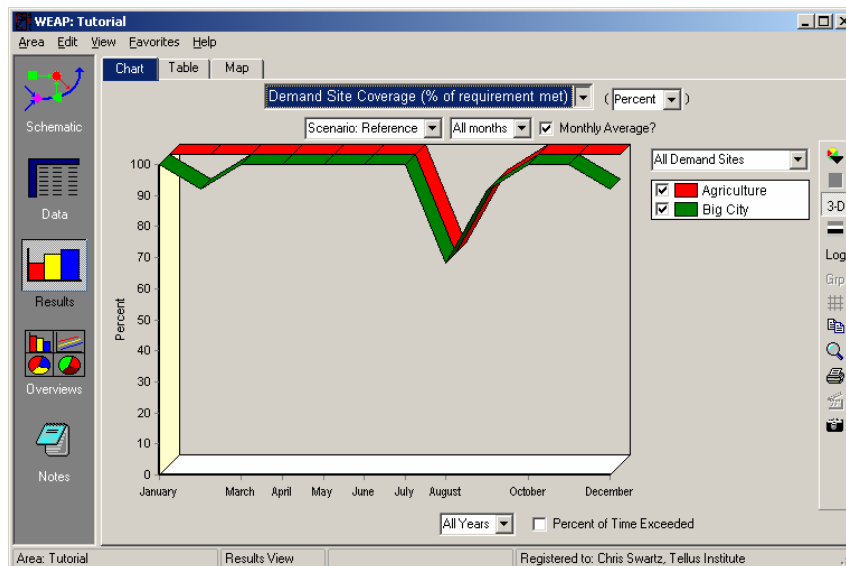 WEAP: Tutorial
Area Edit View Favorites Help
Chart Table Map
Demand Site Coverage (% of requirement met) ( Percent )
Scenario: Reference All months Monthly Average?
All Demand Sites
Agriculture
Big City
Schematic
Data
Results
Overviews
Notes
3-D
Log
Grp
Percent
100
90
80
70
60
50
40
30
20
10
0
January March April May June July August October December
All Years Percent of Time Exceeded
Area: Tutorial Results View Registered to: Chris Swartz, Tellus Institute